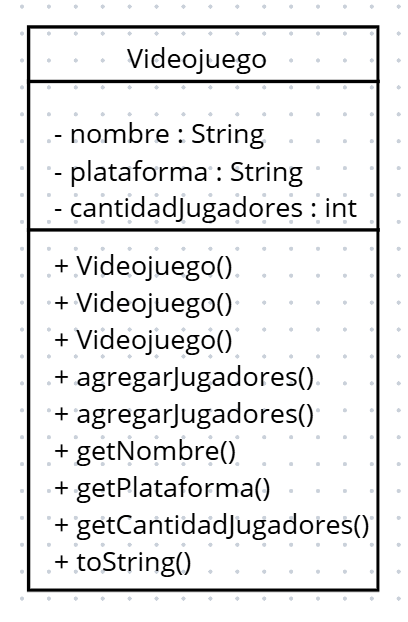 Videojuego
- nombre : String
- plataforma : String
- cantidadJugadores : int
+ Videojuego()
+ Videojuego()
+ Videojuego()
+ agregarJugadores()
+ agregarJugadores()
+ getNombre()
+ getPlataforma()
+ getCantidadJugadores()
+ toString()